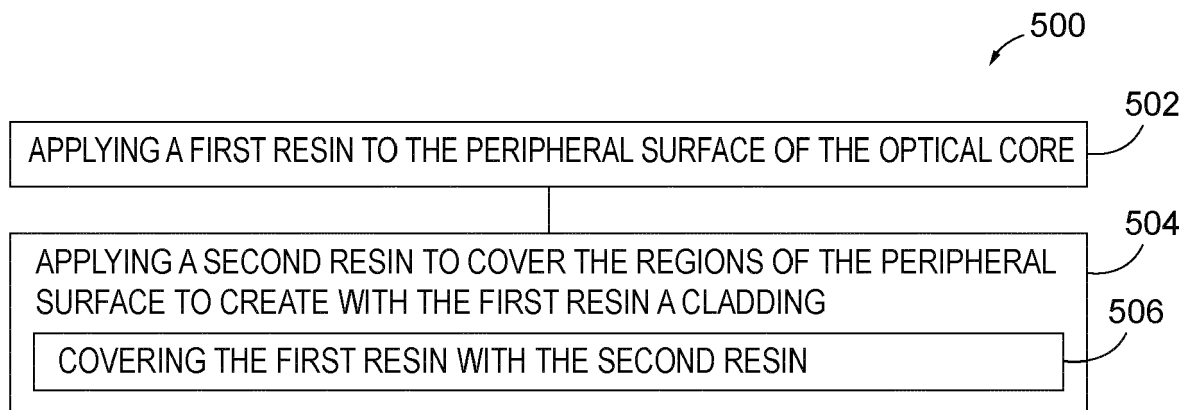 500
502
APPLYING A FIRST RESIN TO THE PERIPHERAL SURFACE OF THE OPTICAL CORE
504
APPLYING A SECOND RESIN TO COVER THE REGIONS OF THE PERIPHERAL
SURFACE TO CREATE WITH THE FIRST RESIN A CLADDING
506
COVERING THE FIRST RESIN WITH THE SECOND RESIN